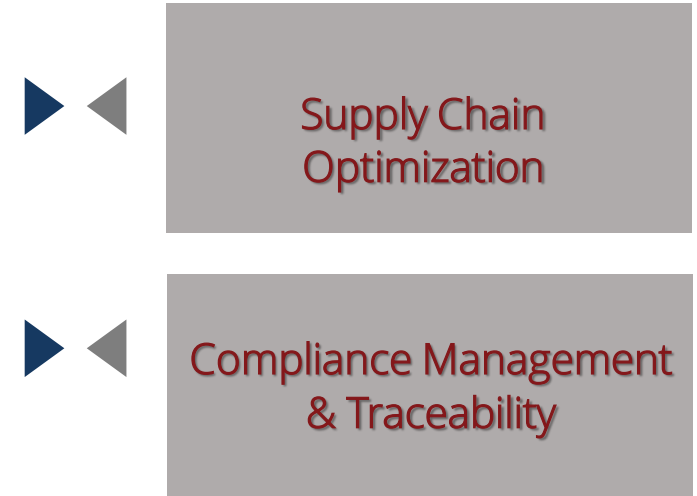 Supply Chain
Optimization
Compliance Management
& Traceability